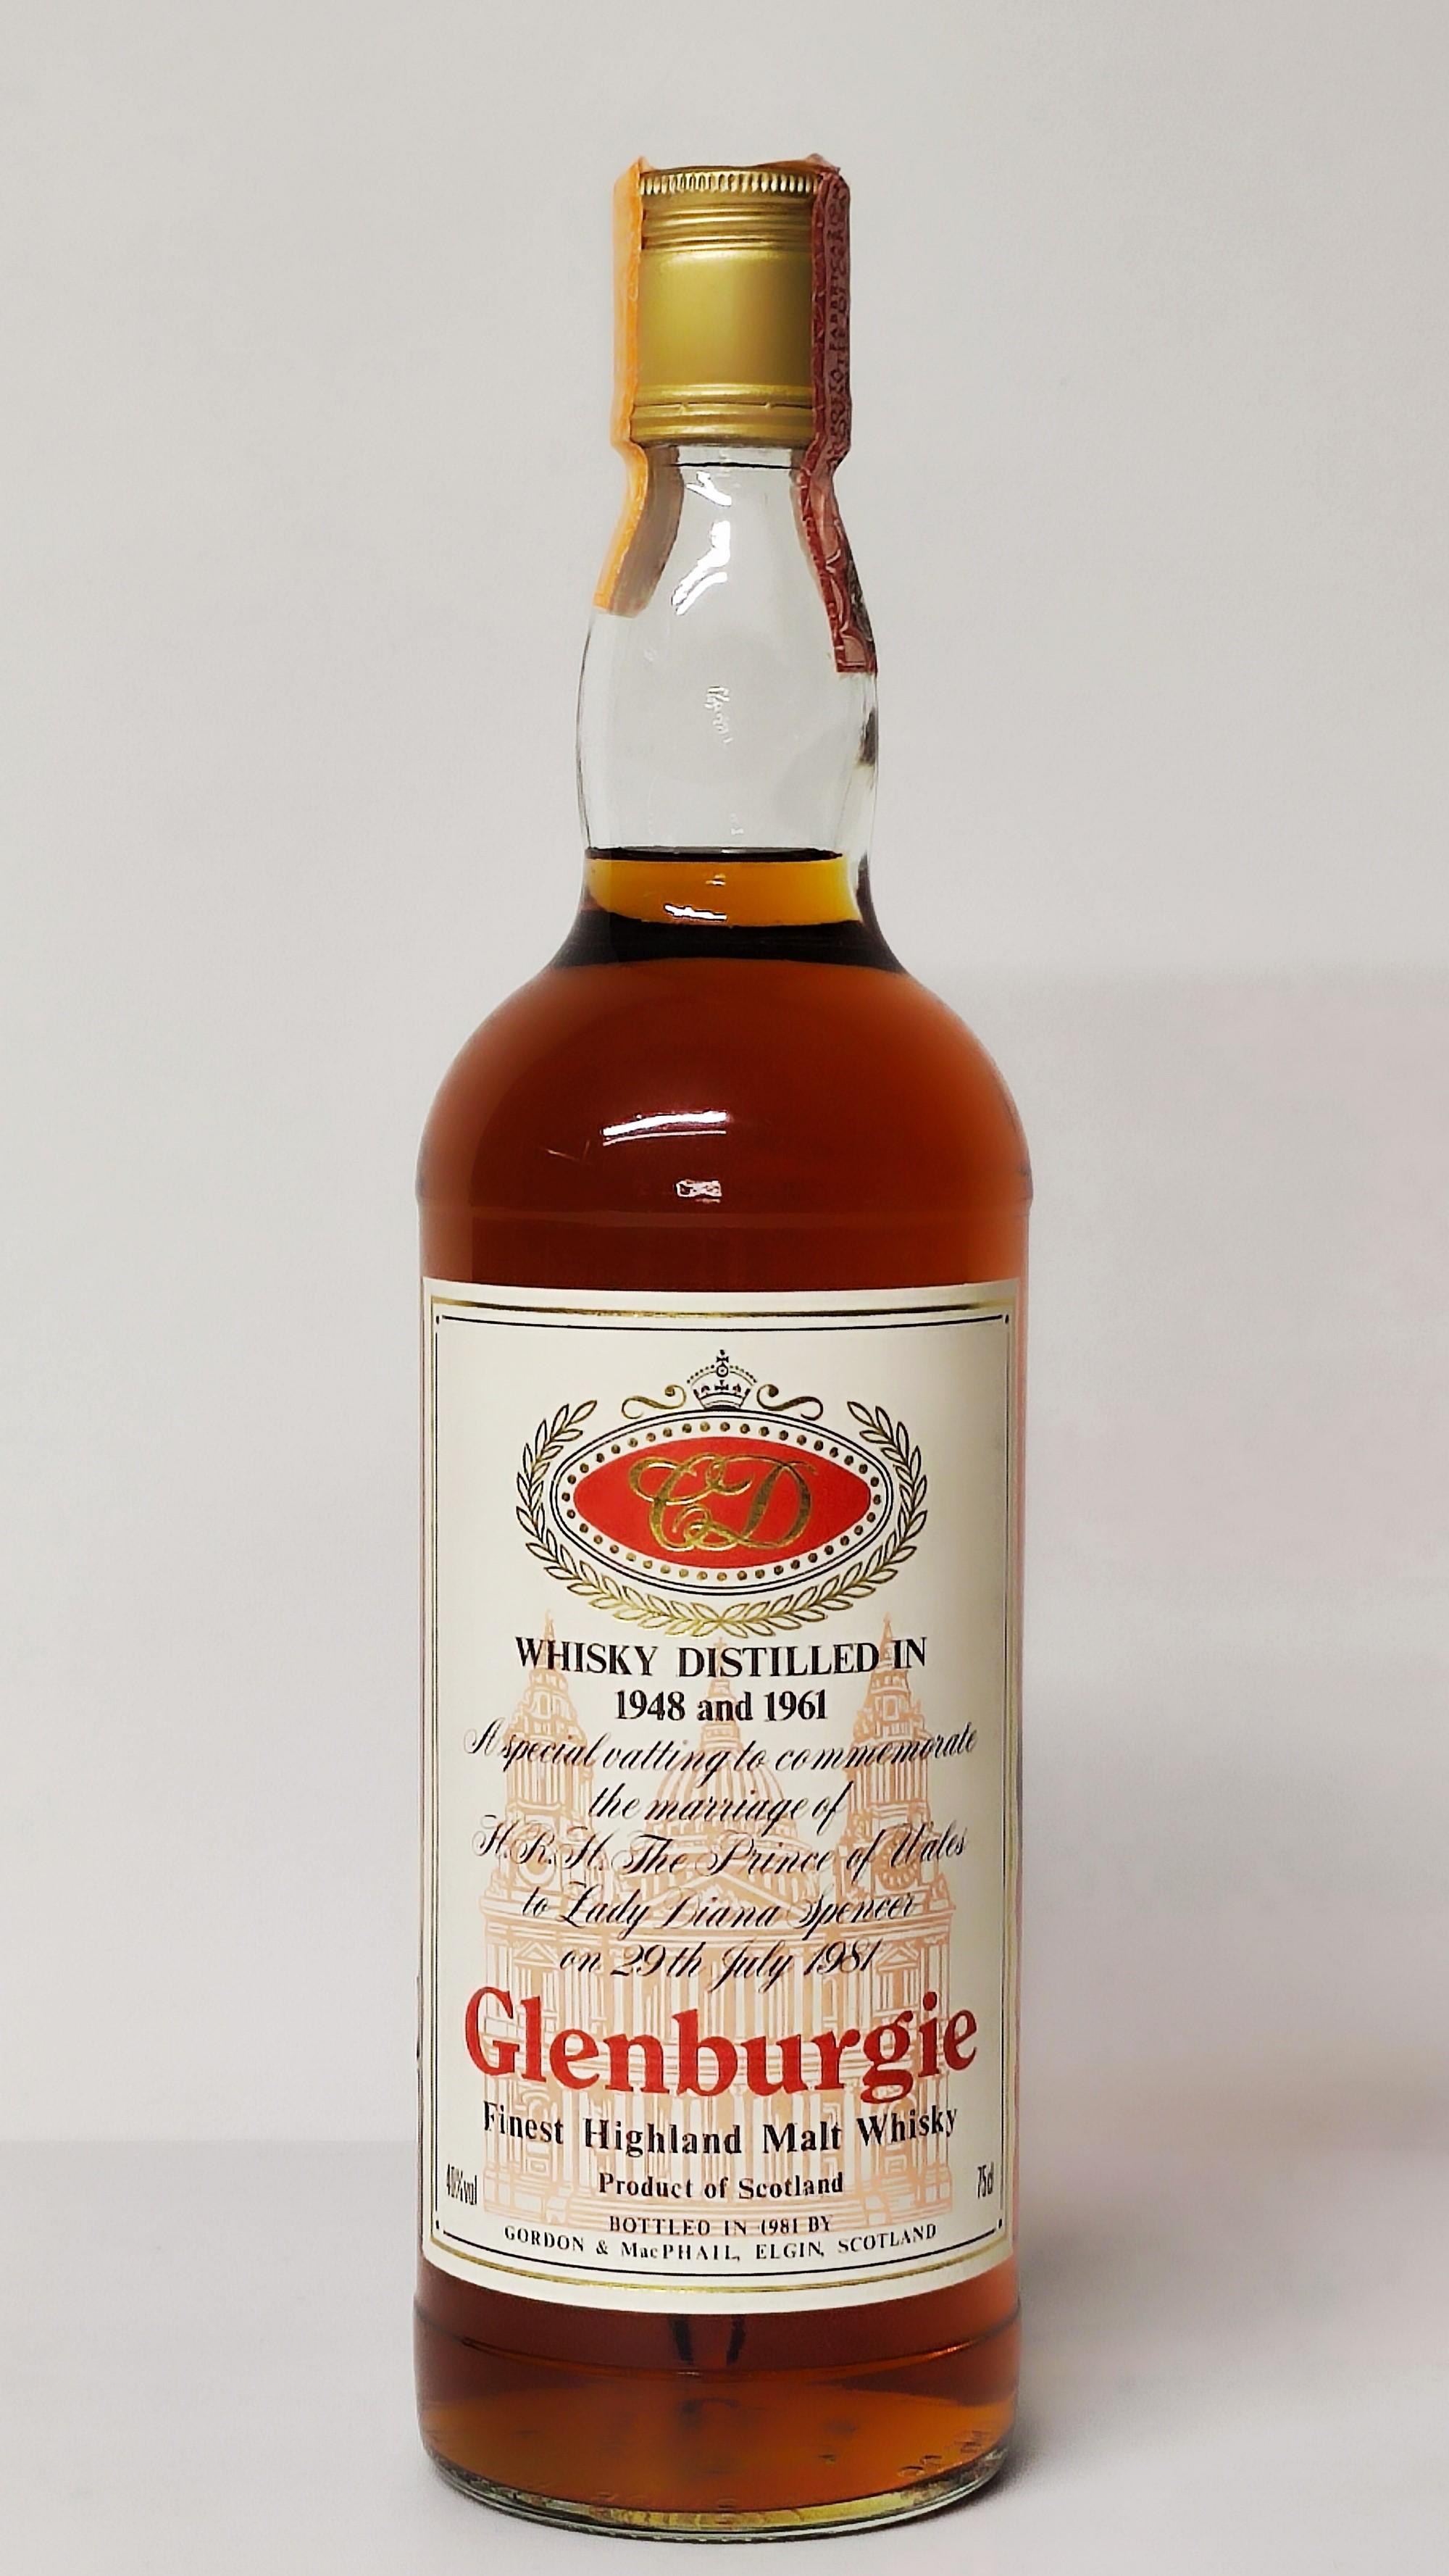 CD
WHISKY DISTILLED IN
1948 and 1961
A special vatting to commemorate
the marriage of
H.R.H. The Prince of Wales
to Lady Diana Spencer
on 29th July 1981
Glenburgie
Finest Highland Malt Whisky
40%vol
Product of Scotland
75cl
BOTTLED IN 1981 BY
GORDON & MacPHAIL, ELGIN, SCOTLAND